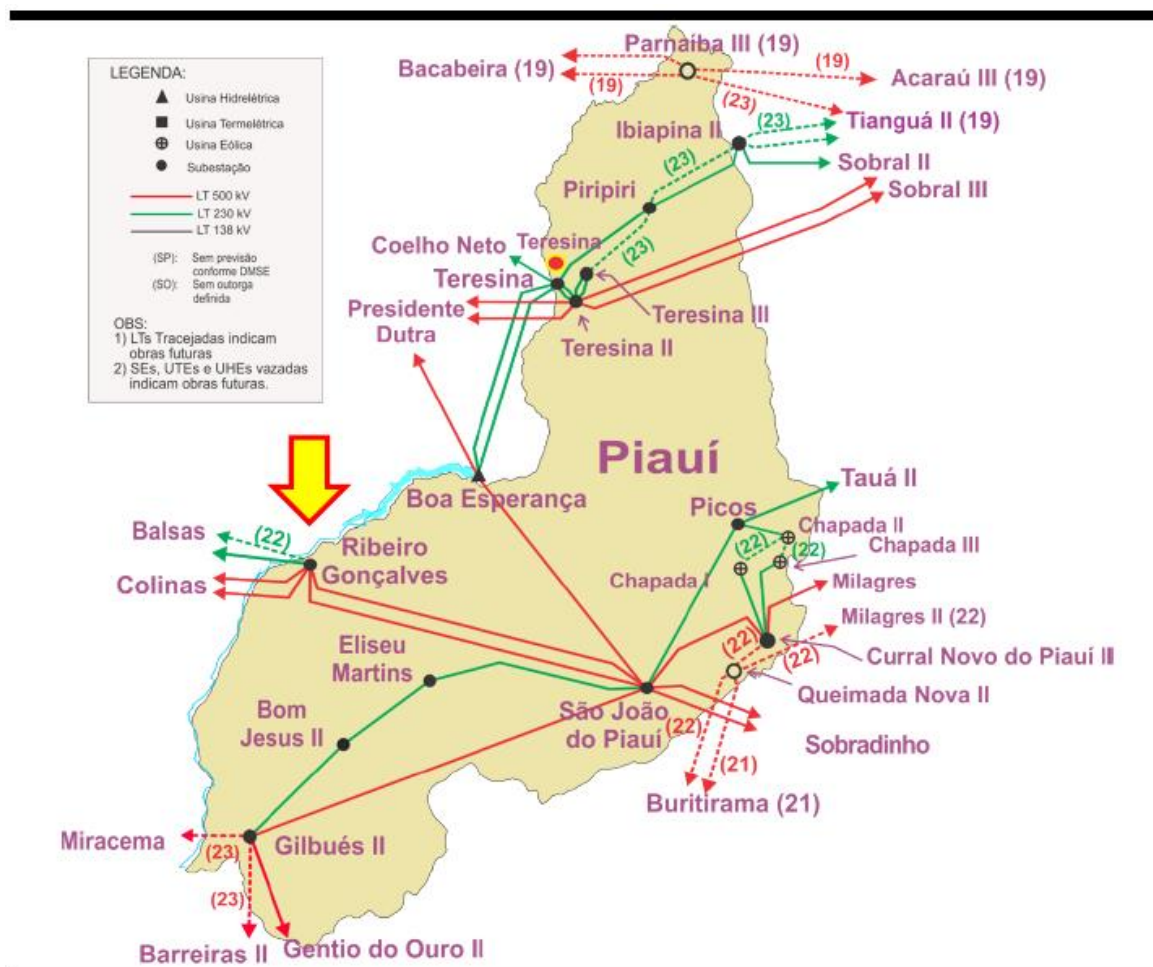 LEGENDA:
Usina Hidrelétrica
Usina Termelétrica
Usina Eólica
Subestação
LT 500 kV
LT 230 kV
LT 138 kV
(SP): Sem previsão
conforme DMSE
(SO): Sem outorga
definida
OBS:
1) LTs Tracejadas indicam
obras futuras
2) SEs, UTEs e UHEs vazadas
indicam obras futuras.
Parnaíba III (19)
Bacabeira (19)
(19)
(19)
Acaraú III (19)
(23)
Ibiapina II
(23)
Tianguá II (19)
(23)
Sobral II
Piripiri
Sobral III
Coelho Neto
Teresina
(23)
Teresina
Presidente
Dutra
Teresina III
Teresina II
Piauí
Boa Esperança
Tauá II
Picos
Balsas
(22)
Ribeiro
Gonçalves
Colinas
Chapada II
(22)
(22)
Chapada III
Chapada I
Milagres
Milagres II (22)
(22)
(22)
Curral Novo do Piauí II
Queimada Nova II
Eliseu
Martins
São João
do Piauí
(22)
Sobradinho
Bom
Jesus II
(21)
Buritirama (21)
Miracema
(23)
Gilbués II
(23)
Barreiras II
Gentio do Ouro II